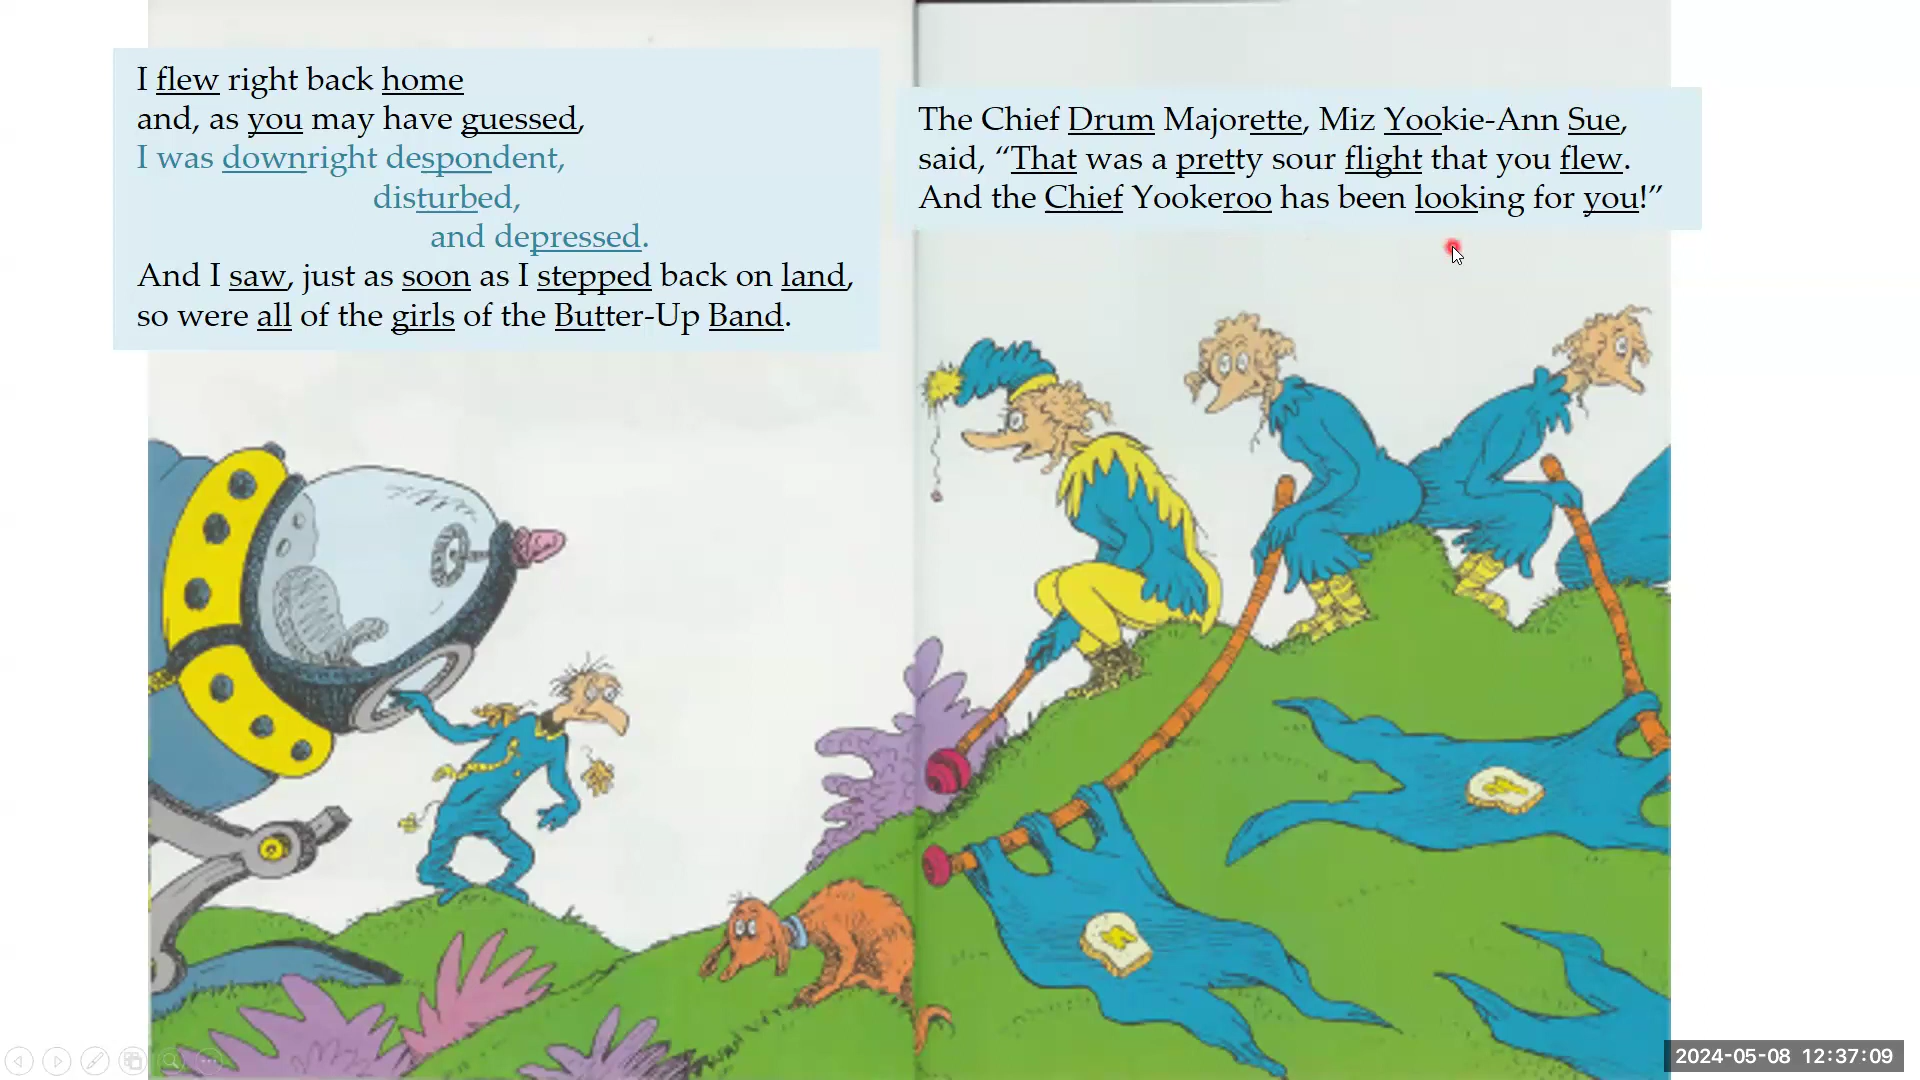 I flew right back home
and, as you may have guessed,
I was downright despondent,
disturbed,
and depressed.
And I saw, just as soon as I stepped back on land,
so were all of the girls of the Butter-Up Band.
The Chief Drum Majorette, Miz Yookie-Ann Sue,
said, “That was a pretty sour flight that you flew.
And the Chief Yookeroo has been looking for you!”
2024-05-08 12:37:09